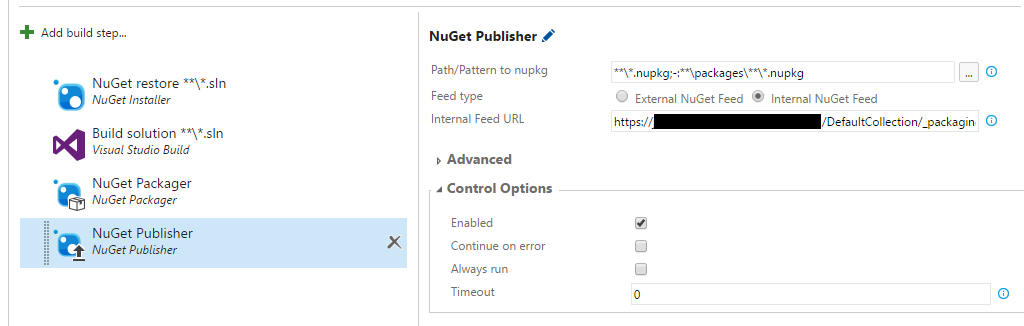 Add build step...
NuGet restore **\*.sln
NuGet Installer
Build solution **\*.sln
Visual Studio Build
NuGet Packager
NuGet Packager
NuGet Publisher
NuGet Publisher
NuGet Publisher
Path/Pattern to nupkg **\*.nupkg;-:**\packages\**\*.nupkg ...
Feed type External NuGet Feed Internal NuGet Feed
Internal Feed URL https:// /DefaultCollection/_packagin
Advanced
Control Options
Enabled
Continue on error
Always run
Timeout 0